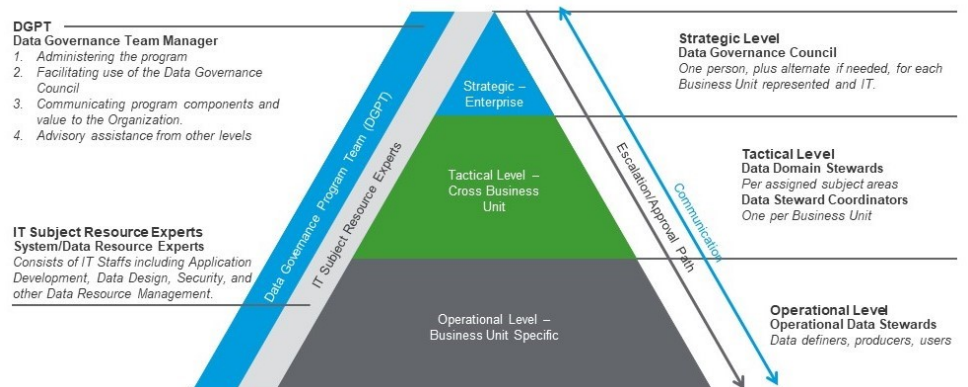 DGPT
Data Governance Team Manager
1. Administering the program
2. Facilitating use of the Data Governance
Council
3. Communicating program components and
value to the Organization.
4. Advisory assistance from other levels
IT Subject Resource Experts
System/Data Resource Experts
Consists of IT Staffs including Application
Development, Data Design, Security, and
other Data Resource Management.
Data Governance Program Team (DGPT)
IT Subject Resource Experts
Strategic –
Enterprise
Tactical Level –
Cross Business
Unit
Operational Level –
Business Unit Specific
Escalation/Approval Path
Communication
Strategic Level
Data Governance Council
One person, plus alternate if needed, for each
Business Unit represented and IT.
Tactical Level
Data Domain Stewards
Per assigned subject areas
Data Steward Coordinators
One per Business Unit
Operational Level
Operational Data Stewards
Data definers, producers, users